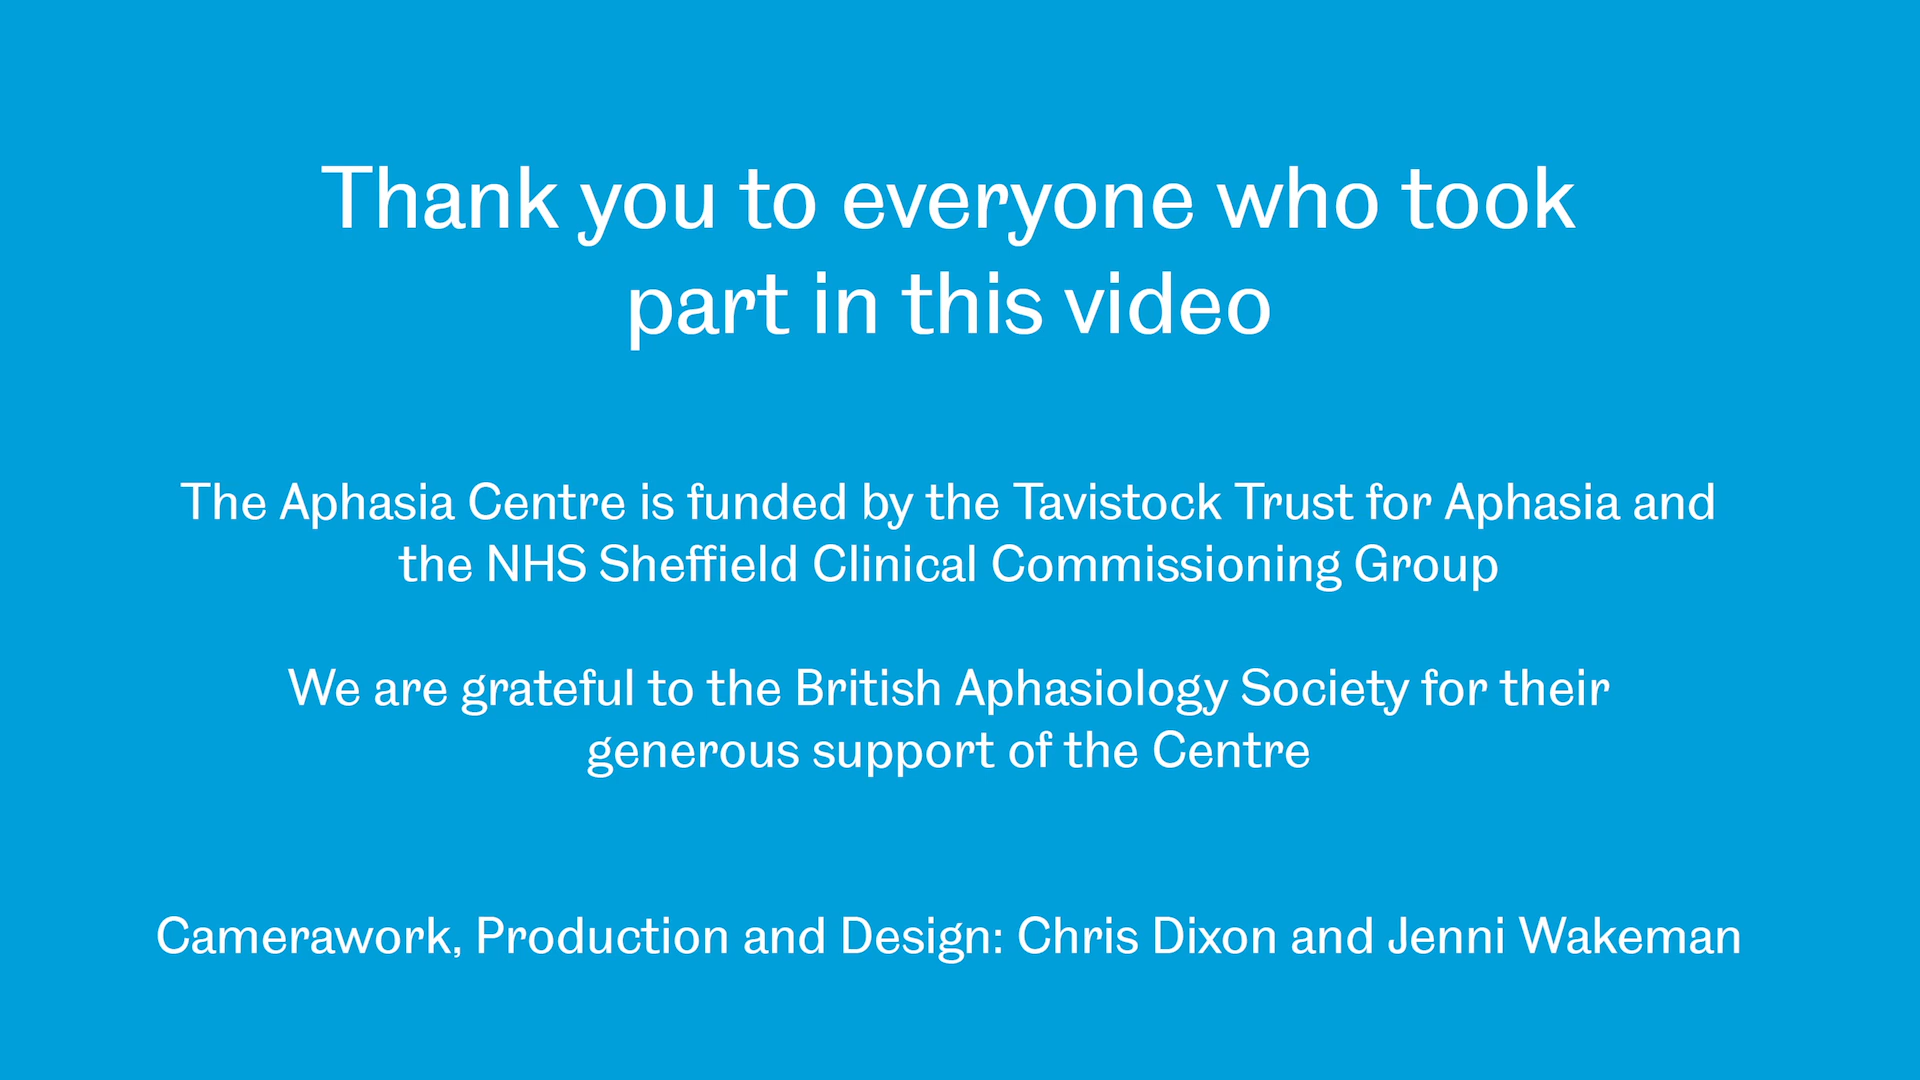 Thank you to everyone who took
part in this video
The Aphasia Centre is funded by the Tavistock Trust for Aphasia and
the NHS Sheffield Clinical Commissioning Group
We are grateful to the British Aphasiology Society for their
generous support of the Centre
Camerawork, Production and Design: Chris Dixon and Jenni Wakeman